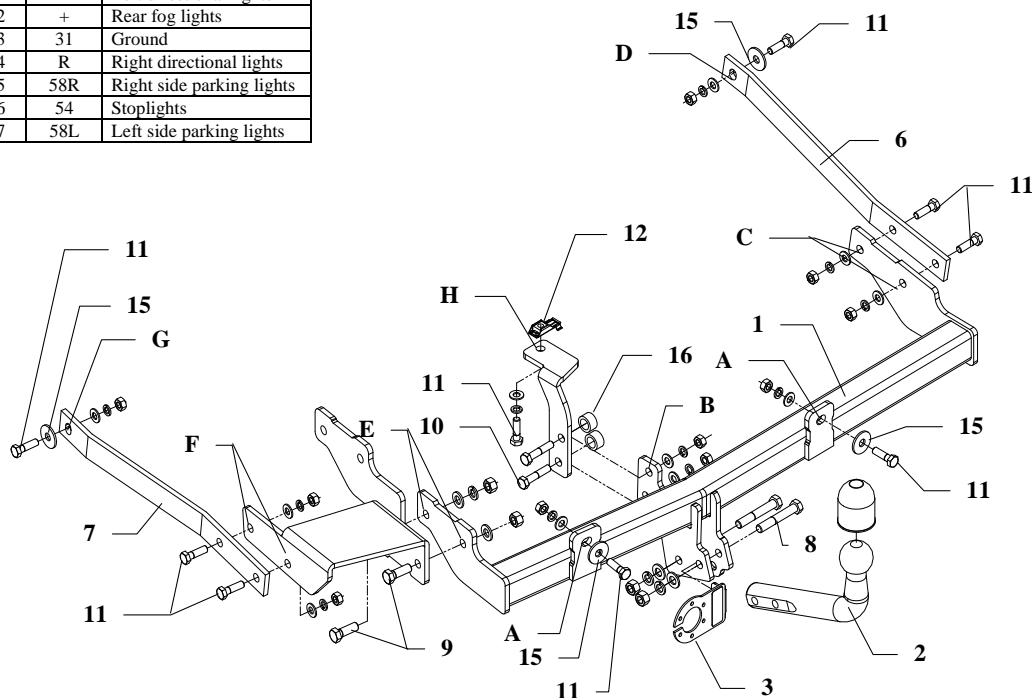 2 + Rear fog lights
3 31 Ground
4 R Right directional lights
5 58R Right side parking lights
6 54 Stoplights
7 58L Left side parking lights
15
11
D
6
11
11
12
C
15
H
1
G
16
A
11
B
10
E
F
15
11
7
8
11
9
A
15
2
11
3